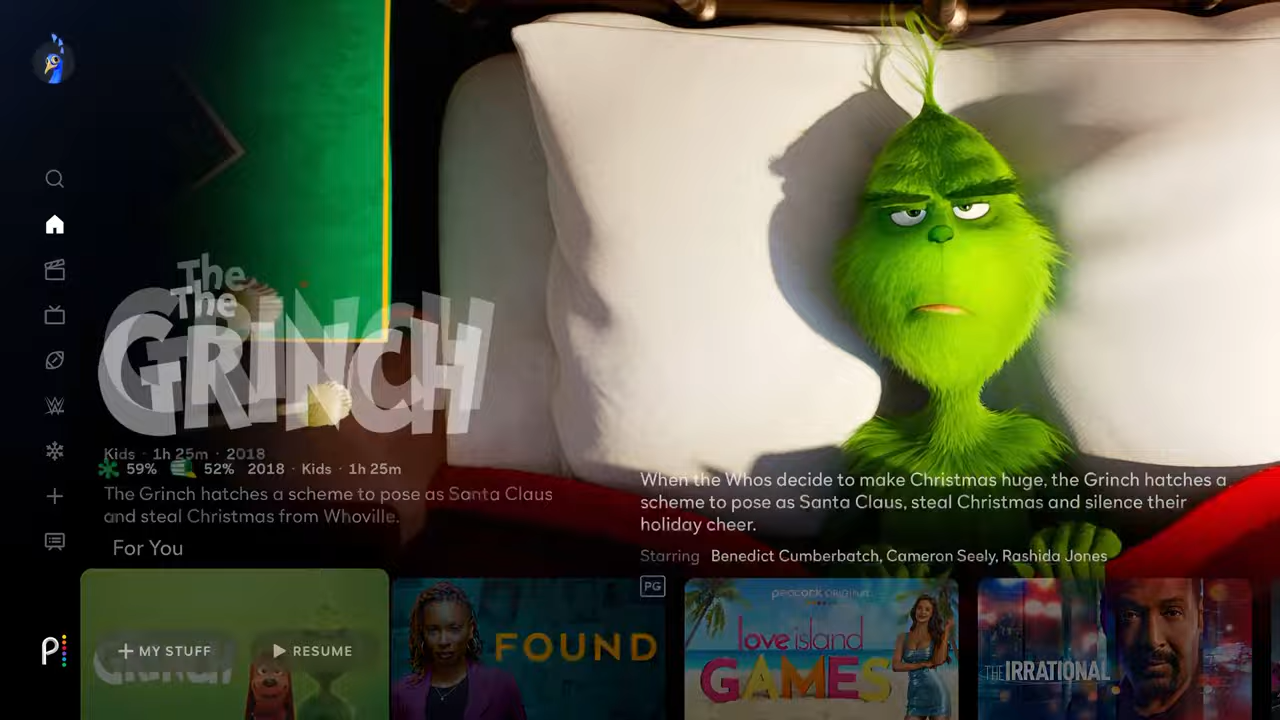 The
The
GRINCH
Kids · 1h 25m · 2018
59% 52% 2018 · Kids · 1h 25m
The Grinch hatches a scheme to pose as Santa Claus
and steal Christmas from Whoville.
When the Whos decide to make Christmas huge, the Grinch hatches a
scheme to pose as Santa Claus, steal Christmas and silence their
holiday cheer.
Starring Benedict Cumberbatch, Cameron Seely, Rashida Jones
PG
For You
GRINCH
+ MY STUFF
RESUME
FOUND
peacock ORIGINAL
love island
GAMES
THE IRRATIONAL
P
W